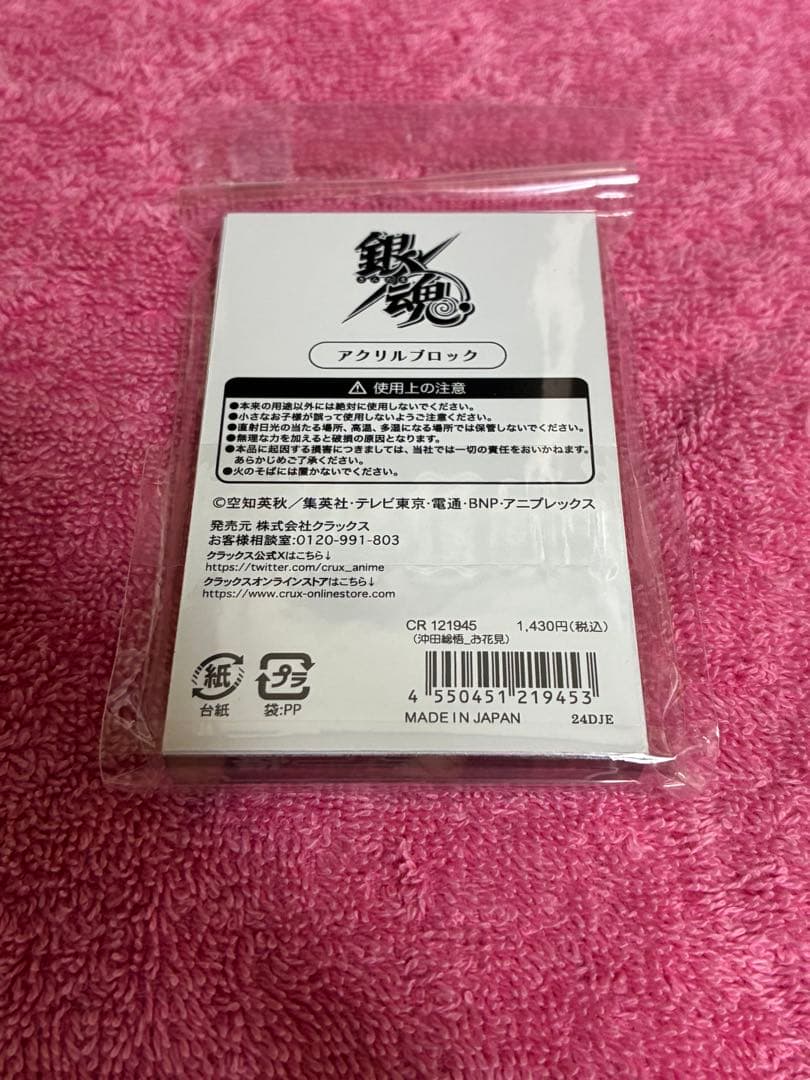 銀魂
アクリルブロック
⚠ 使用上の注意
●本来の用途以外には絶対に使用しないでください。
●小さなお子様が誤って使用しないようご注意ください。
●直射日光の当たる場所、高温、多湿になる場所では保管しないでください。
●無理な力を加えると破損の原因となります。
●本品に起因する損害につきましては、当社では一切の責任をおいかねます。
あらかじめご了承ください。
●火のそばには置かないでください。
©空知英秋／集英社・テレビ東京・電通・BNP・アニプレックス
発売元 株式会社クラックス
お客様相談室:0120-991-803
クラックス公式Xはこちら↓
https://twitter.com/crux_anime
クラックスオンラインストアはこちら↓
https://www.crux-onlinestore.com
CR 121945 1,430円(税込)
(沖田総悟_お花見)
紙 プラ
台紙 袋:PP
4 550451 219453
MADE IN JAPAN 24DJE